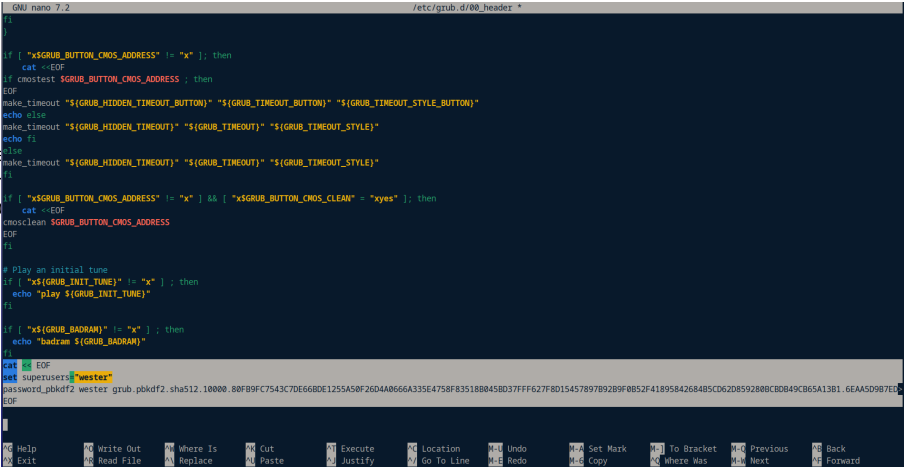 GNU nano 7.2 /etc/grub.d/00_header *
fi
}
if [ "x$GRUB_BUTTON_CMOS_ADDRESS" != "x" ]; then
    cat <<EOF
if cmostest $GRUB_BUTTON_CMOS_ADDRESS ; then
EOF
make_timeout "${GRUB_HIDDEN_TIMEOUT_BUTTON}" "${GRUB_TIMEOUT_BUTTON}" "${GRUB_TIMEOUT_STYLE_BUTTON}"
echo else
make_timeout "${GRUB_HIDDEN_TIMEOUT}" "${GRUB_TIMEOUT}" "${GRUB_TIMEOUT_STYLE}"
echo fi
else
make_timeout "${GRUB_HIDDEN_TIMEOUT}" "${GRUB_TIMEOUT}" "${GRUB_TIMEOUT_STYLE}"
fi
if [ "x$GRUB_BUTTON_CMOS_ADDRESS" != "x" ] && [ "x$GRUB_BUTTON_CMOS_CLEAN" = "xyes" ]; then
    cat <<EOF
cmosclean $GRUB_BUTTON_CMOS_ADDRESS
EOF
fi
# Play an initial tune
if [ "x${GRUB_INIT_TUNE}" != "x" ] ; then
  echo "play ${GRUB_INIT_TUNE}"
fi
if [ "x${GRUB_BADRAM}" != "x" ] ; then
  echo "badram ${GRUB_BADRAM}"
fi
cat << EOF
set superusers="wester"
password_pbkdf2 wester grub.pbkdf2.sha512.10000.80FB9FC7543C7DE66BDE1255A50F26D4A0666A335E4758F83518B045BD37FFF627F8D15457897B92B9F0B52F41895842684B5CD62D859280BCBDB49CB65A13B1.6EAA5D9B7ED>
EOF
^G Help ^O Write Out ^W Where Is ^K Cut ^T Execute ^C Location M-U Undo M-A Set Mark M-] To Bracket M-Q Previous ^B Back
^X Exit ^R Read File ^\ Replace ^U Paste ^J Justify ^/ Go To Line M-E Redo M-6 Copy ^Q Where Was M-W Next ^F Forward